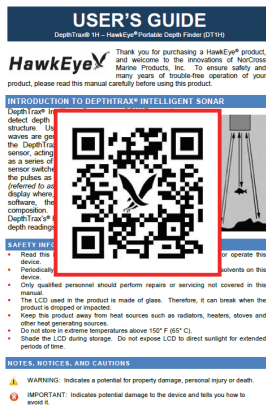 USER'S GUIDE
DepthTrax® 1H – HawkEye® Portable Depth Finder (DT1H)
HawkEye®
Thank you for purchasing a HawkEye® product,
and welcome to the innovations of NorCross
Marine Products, Inc. To ensure safety and
many years of trouble-free operation of your
product, please read this manual carefully before using this product.
INTRODUCTION TO DEPTHTRAX® INTELLIGENT SONAR
DepthTrax® In
detect depth
structure. Us
waves are ger
the DepthTra
sensor, acting
as a series of
sensor switche
the pulses as
(referred to as
display where,
software, the
composition.
DepthTrax's®
depth readings
SAFETY INFO
Read this or operate this
device.
Periodically solvents on this
device.
Only qualified personnel should perform repairs or servicing not covered in this
manual.
The LCD used in the product is made of glass. Therefore, it can break when the
product is dropped or impacted.
Keep this product away from heat sources such as radiators, heaters, stoves and
other heat generating sources.
Do not store in extreme temperatures above 150° F (65° C).
Shade the LCD during storage. Do not expose LCD to direct sunlight for extended
periods of time.
NOTES, NOTICES, AND CAUTIONS
WARNING: Indicates a potential for property damage, personal injury or death.
IMPORTANT: Indicates potential damage to the device and tells you how to
avoid it.